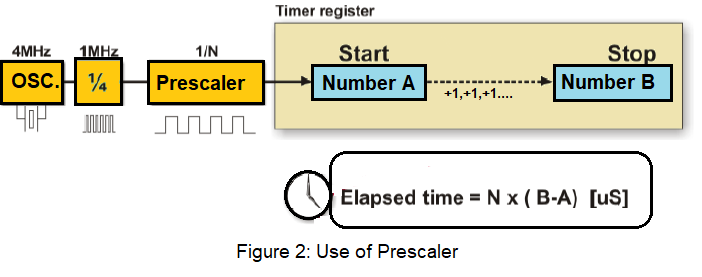 Timer register
4MHz 1MHz 1/N Start Stop
OSC. ¼ Prescaler Number A Number B
+1,+1,+1....
Elapsed time = N x ( B-A) [uS]
Figure 2: Use of Prescaler